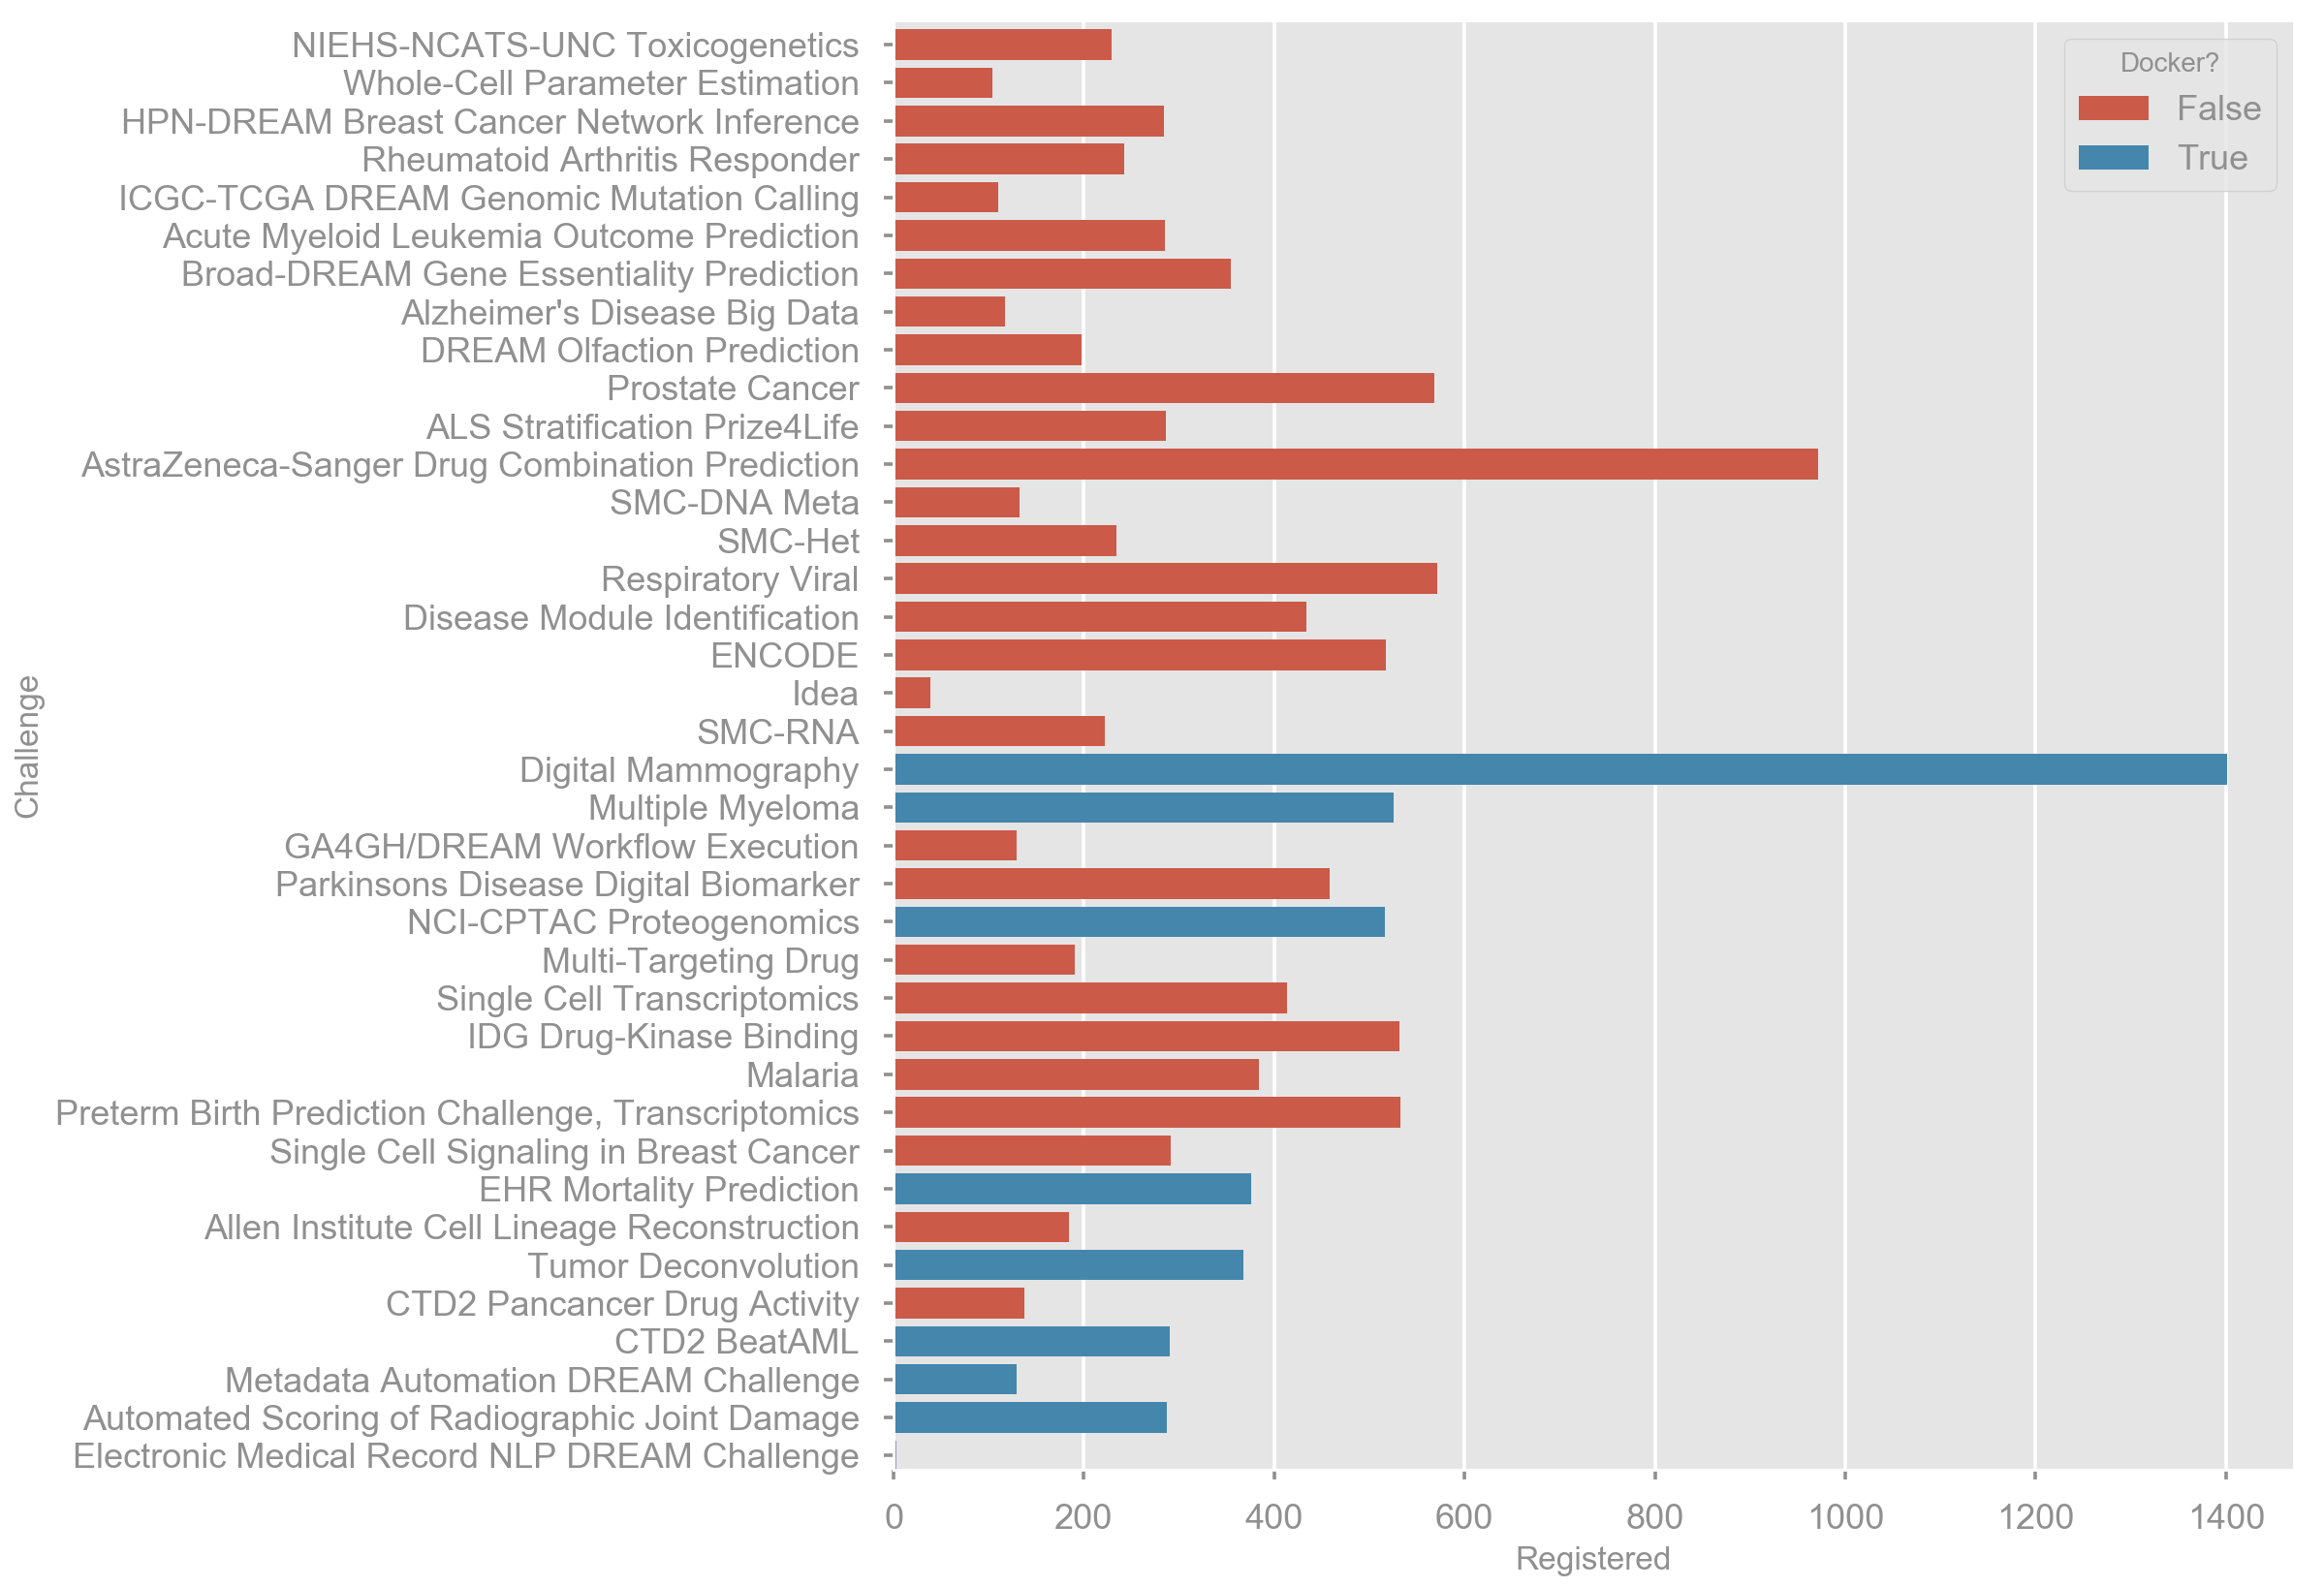 NIEHS-NCATS-UNC Toxicogenetics
Whole-Cell Parameter Estimation
HPN-DREAM Breast Cancer Network Inference
Rheumatoid Arthritis Responder
ICGC-TCGA DREAM Genomic Mutation Calling
Acute Myeloid Leukemia Outcome Prediction
Broad-DREAM Gene Essentiality Prediction
Alzheimer's Disease Big Data
DREAM Olfaction Prediction
Prostate Cancer
ALS Stratification Prize4Life
AstraZeneca-Sanger Drug Combination Prediction
SMC-DNA Meta
SMC-Het
Respiratory Viral
Disease Module Identification
ENCODE
Idea
SMC-RNA
Digital Mammography
Multiple Myeloma
GA4GH/DREAM Workflow Execution
Parkinsons Disease Digital Biomarker
NCI-CPTAC Proteogenomics
Multi-Targeting Drug
Single Cell Transcriptomics
IDG Drug-Kinase Binding
Malaria
Preterm Birth Prediction Challenge, Transcriptomics
Single Cell Signaling in Breast Cancer
EHR Mortality Prediction
Allen Institute Cell Lineage Reconstruction
Tumor Deconvolution
CTD2 Pancancer Drug Activity
CTD2 BeatAML
Metadata Automation DREAM Challenge
Automated Scoring of Radiographic Joint Damage
Electronic Medical Record NLP DREAM Challenge
Challenge
0 200 400 600 800 1000 1200 1400
Registered
Docker?
False
True